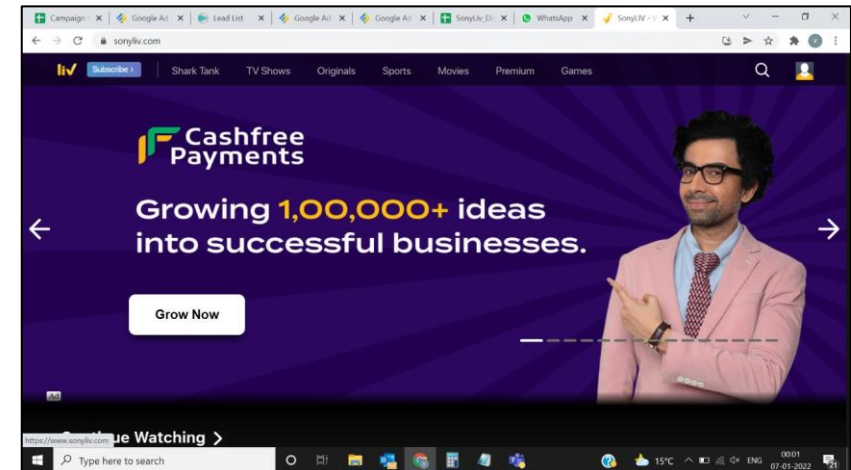 Campaign
Google Ad
Lead List
Google Ad
Google Ad
SonyLiv_Di
WhatsApp
SonyLIV - 
sonyliv.com
liv
Subscribe >
Shark Tank
TV Shows
Originals
Sports
Movies
Premium
Games
Cashfree
Payments
Growing 1,00,000+ ideas
into successful businesses.
Grow Now
Ad
ue Watching >
https://www.sonyliv.com
Type here to search
15°C
ENG
00:01
07-01-2022
21